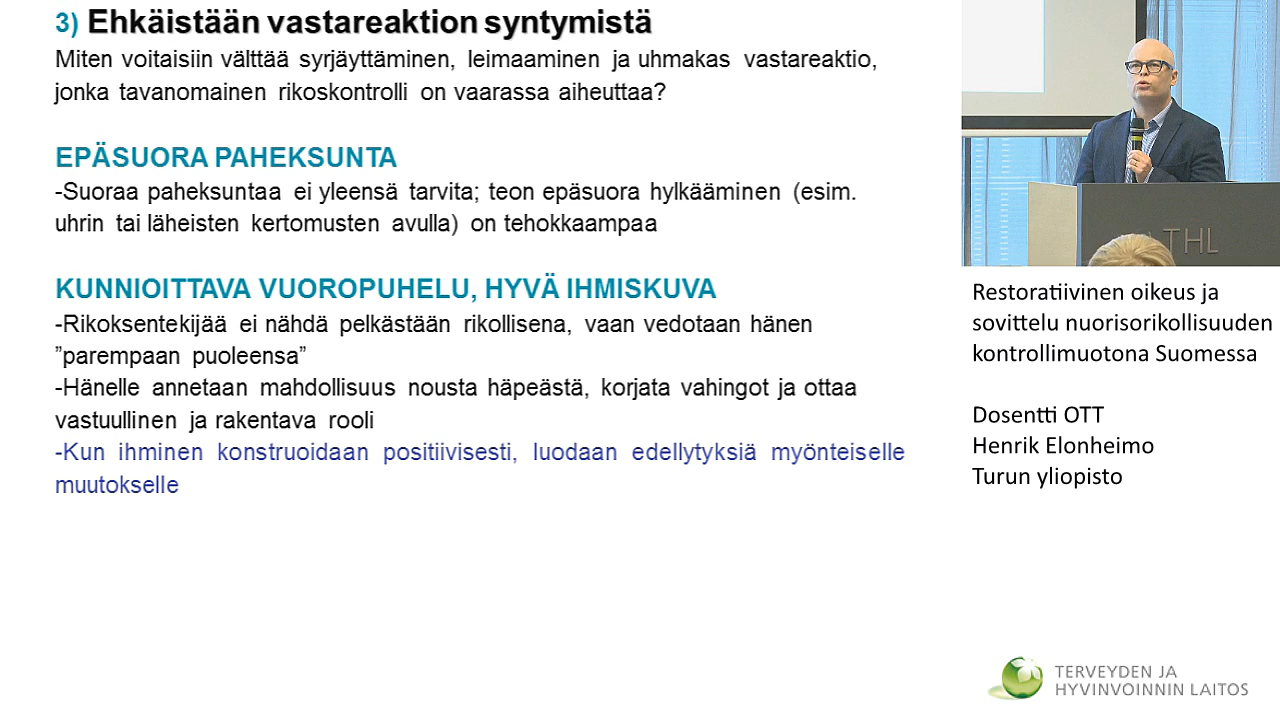 3) Ehkäistään vastareaktion syntymistä
Miten voitaisiin välttää syrjäyttäminen, leimaaminen ja uhmakas vastareaktio,
jonka tavanomainen rikoskontrolli on vaarassa aiheuttaa?
EPÄSUORA PAHEKSUNTA
-Suoraa paheksuntaa ei yleensä tarvita; teon epäsuora hylkääminen (esim.
uhrin tai läheisten kertomusten avulla) on tehokkaampaa
KUNNIOITTAVA VUOROPUHELU, HYVÄ IHMISKUVA
-Rikoksentekijää ei nähdä pelkästään rikollisena, vaan vedotaan hänen
”parempaan puoleensa”
-Hänelle annetaan mahdollisuus nousta häpeästä, korjata vahingot ja ottaa
vastuullinen ja rakentava rooli
-Kun ihminen konstruoidaan positiivisesti, luodaan edellytyksiä myönteiselle
muutokselle
THL
Restoratiivinen oikeus ja
sovittelu nuorisorikollisuuden
kontrollimuotona Suomessa
Dosentti OTT
Henrik Elonheimo
Turun yliopisto
TERVEYDEN JA
HYVINVOINNIN LAITOS